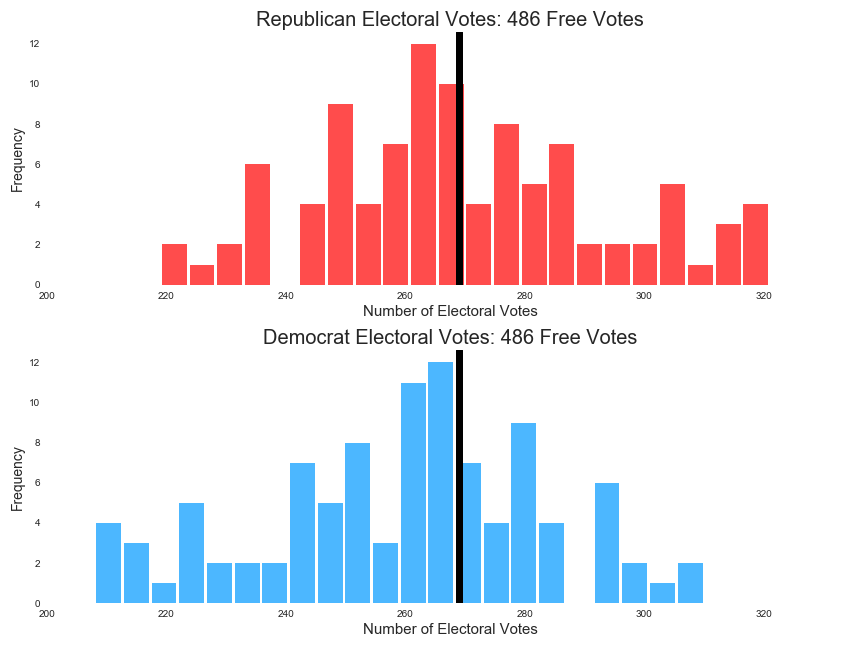 Republican Electoral Votes: 486 Free Votes
12
10
8
6
4
2
0
Frequency
200 220 240 260 280 300 320
Number of Electoral Votes
Democrat Electoral Votes: 486 Free Votes
12
10
8
6
4
2
0
Frequency
200 220 240 260 280 300 320
Number of Electoral Votes